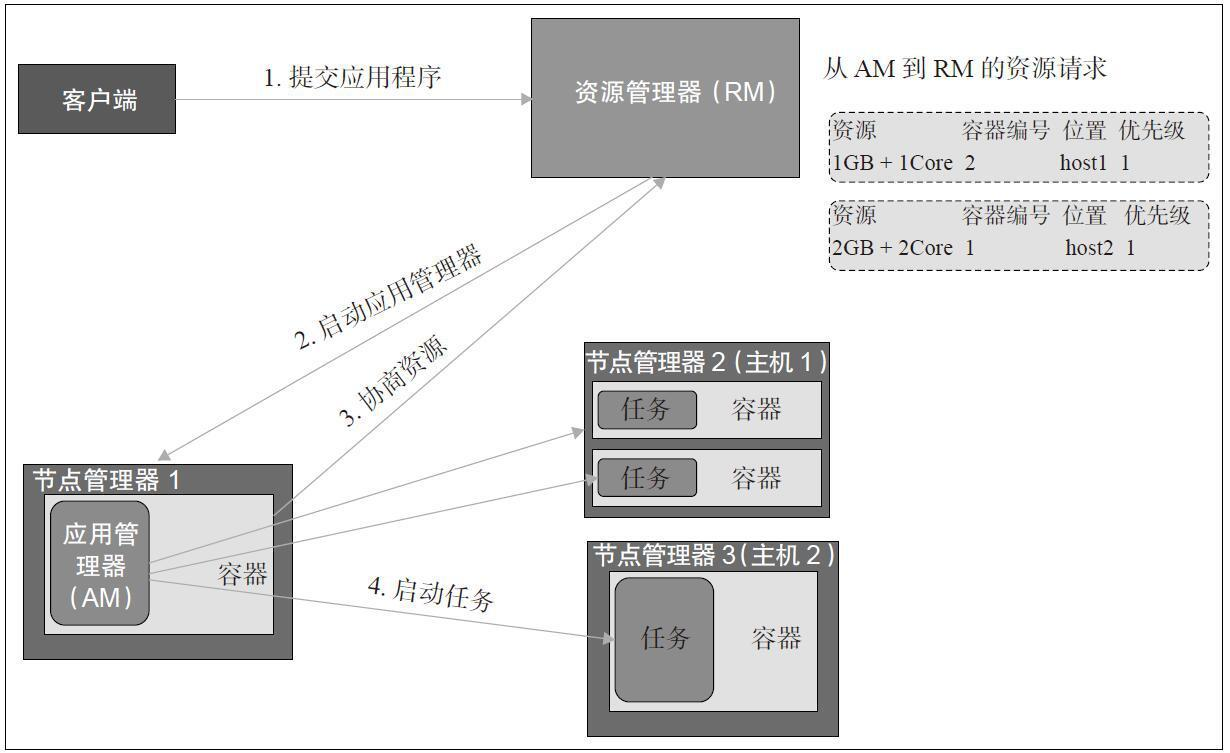 客户端
1. 提交应用程序
资源管理器（RM）
从 AM 到 RM 的资源请求
资源 容器编号 位置 优先级
1GB + 1Core 2 host1 1
资源 容器编号 位置 优先级
2GB + 2Core 1 host2 1
2. 启动应用管理器
3. 协商资源
节点管理器 2（主机 1）
任务 容器
任务 容器
节点管理器 1
应用管
理器
（AM）
容器
4. 启动任务
节点管理器 3（主机 2）
任务 容器